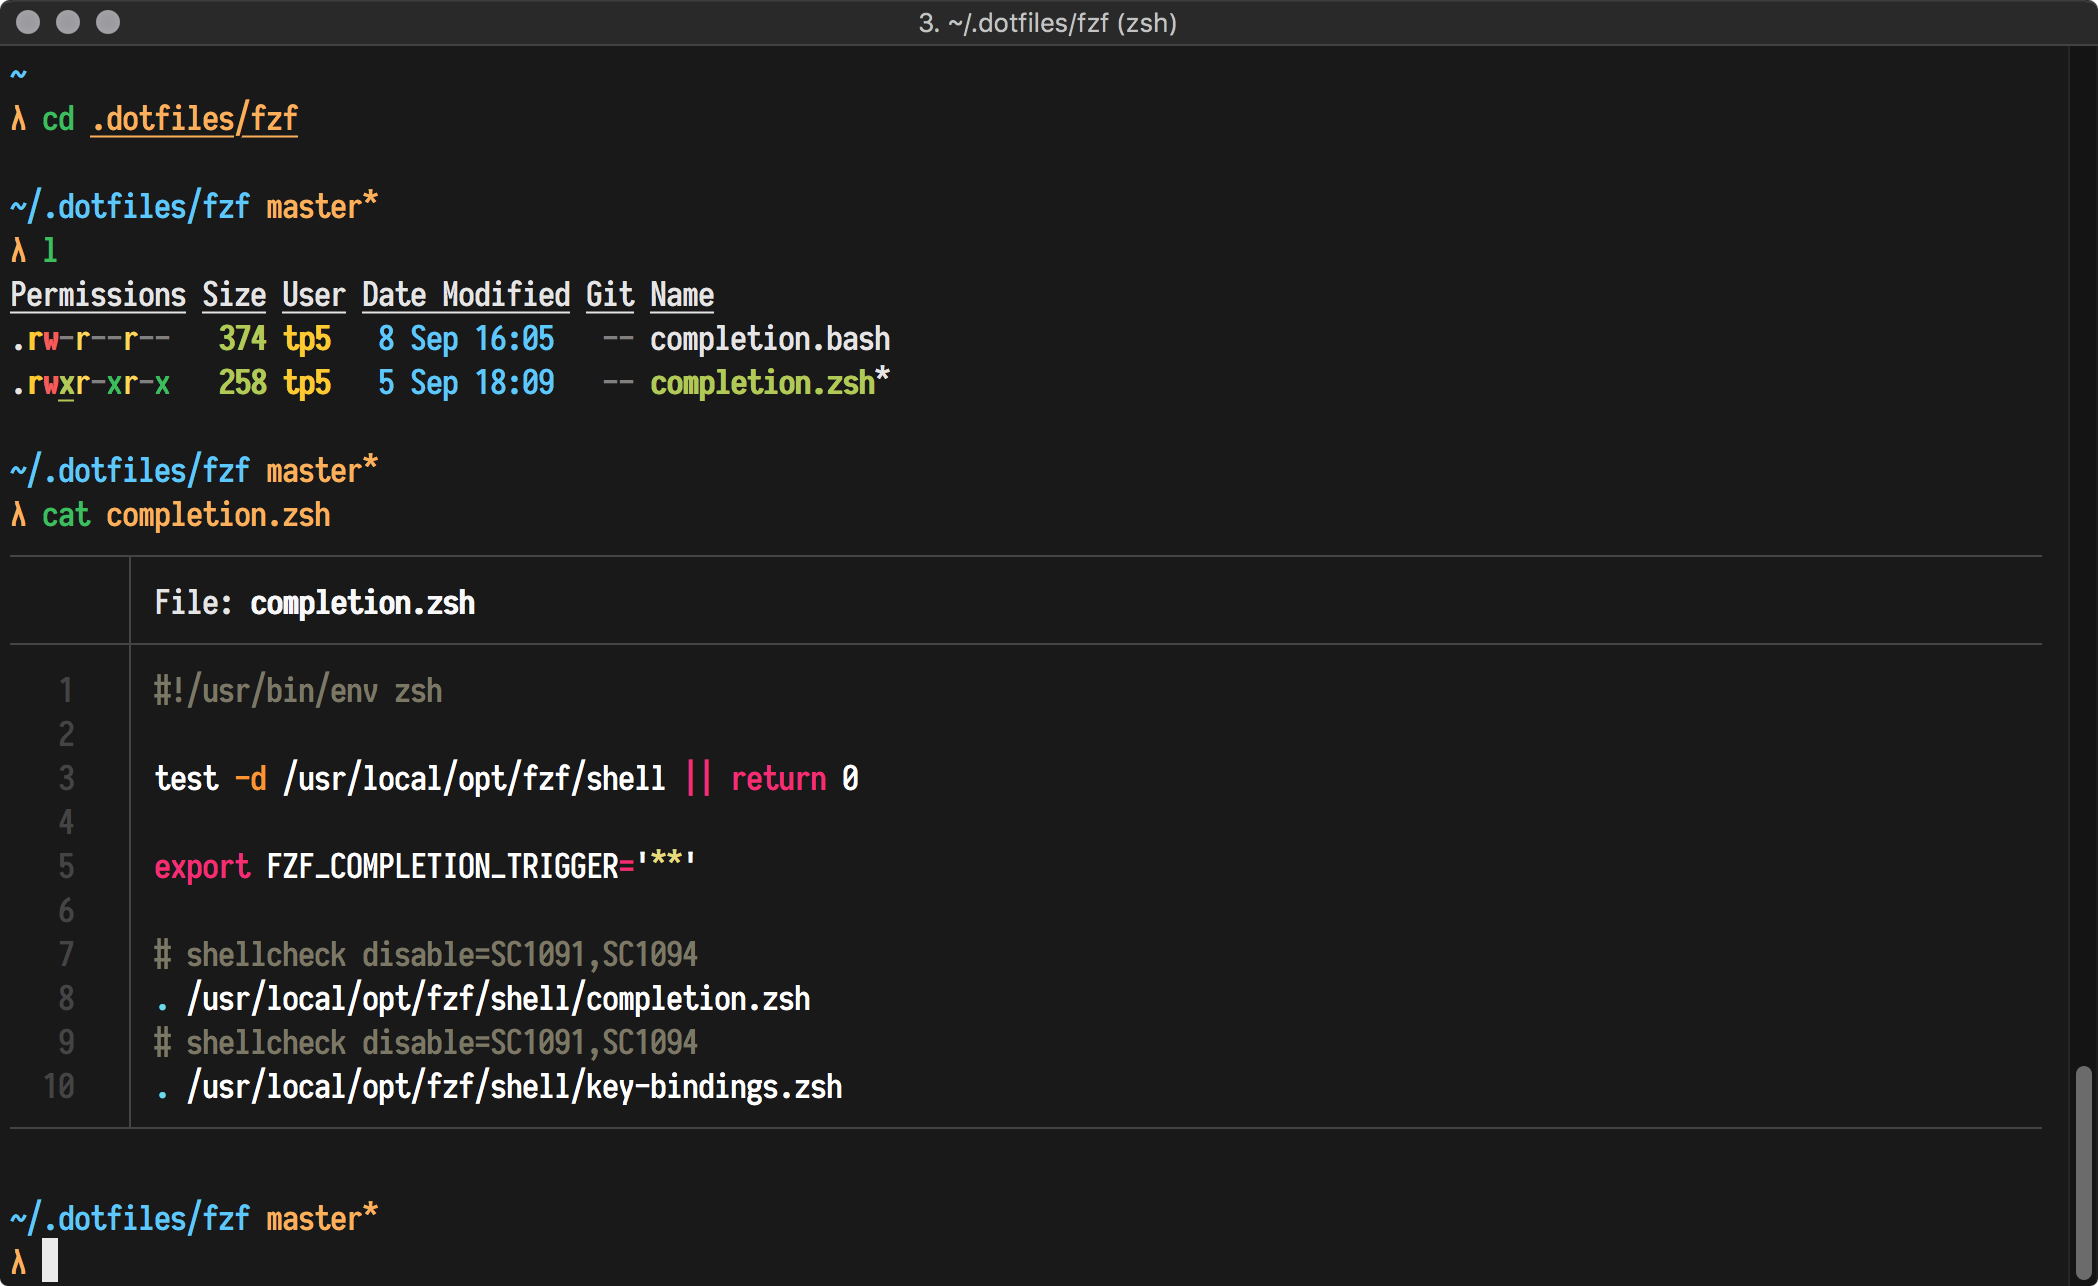 3. ~/.dotfiles/fzf (zsh)
~
λ cd .dotfiles/fzf
~/.dotfiles/fzf master*
λ l
Permissions Size User Date Modified Git Name
.rw-r--r-- 374 tp5 8 Sep 16:05 -- completion.bash
.rwxr-xr-x 258 tp5 5 Sep 18:09 -- completion.zsh*
~/.dotfiles/fzf master*
λ cat completion.zsh
File: completion.zsh
1 #!/usr/bin/env zsh
2
3 test -d /usr/local/opt/fzf/shell || return 0
4
5 export FZF_COMPLETION_TRIGGER='**'
6
7 # shellcheck disable=SC1091,SC1094
8 . /usr/local/opt/fzf/shell/completion.zsh
9 # shellcheck disable=SC1091,SC1094
10 . /usr/local/opt/fzf/shell/key-bindings.zsh
~/.dotfiles/fzf master*
λ